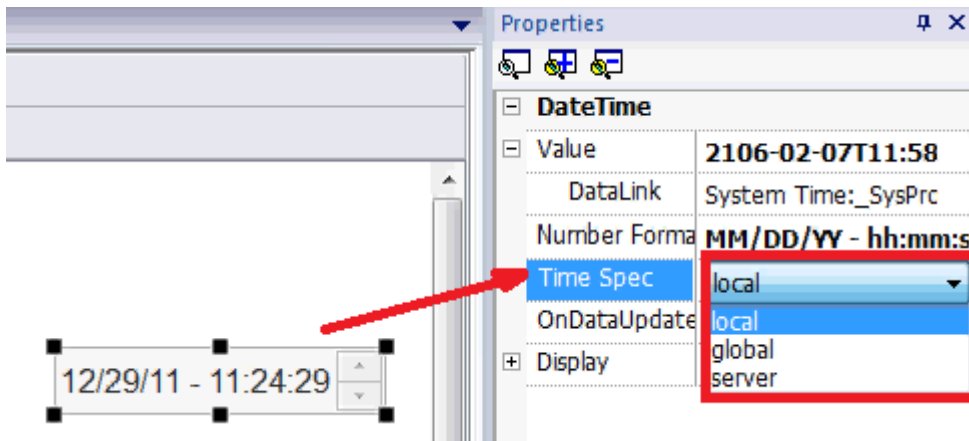 Properties
DateTime
Value 2106-02-07T11:58
DataLink System Time:_SysPrc
Number Forma MM/DD/YY - hh:mm:s
Time Spec local
OnDataUpdate local
global
Display
server
12/29/11 - 11:24:29